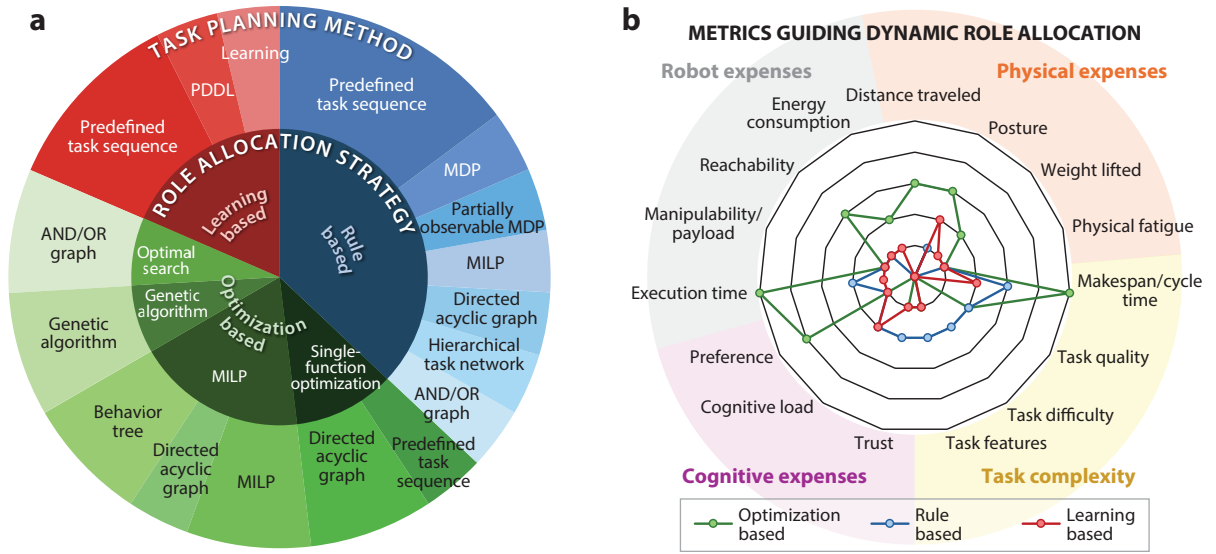 a
TASK PLANNING METHOD
Learning
PDDL
Predefined
task sequence
Predefined
task sequence
MDP
Partially
observable MDP
MILP
Directed
acyclic graph
Hierarchical
task network
AND/OR
graph
Predefined
task
sequence
Directed
acyclic graph
MILP
Directed
acyclic
graph
Behavior
tree
Genetic
algorithm
AND/OR
graph
ROLE ALLOCATION STRATEGY
Learning
based
Rule
based
Optimization
based
Optimal
search
Genetic
algorithm
MILP
Single-
function
optimization
b
METRICS GUIDING DYNAMIC ROLE ALLOCATION
Robot expenses
Physical expenses
Distance traveled
Energy
consumption
Posture
Reachability
Weight lifted
Manipulability/
payload
Physical fatigue
Execution time
Makespan/cycle
time
Preference
Task quality
Cognitive load
Task difficulty
Trust
Task features
Cognitive expenses
Task complexity
Optimization
based
Rule
based
Learning
based